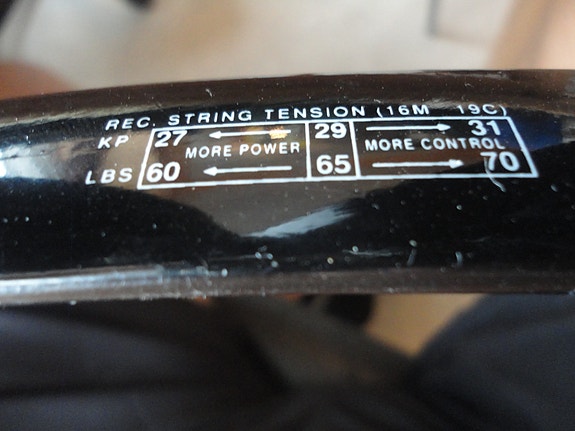 REC. STRING TENSION (16M 19C)
KP 27 29 31
MORE POWER MORE CONTROL
LBS 60 65 70